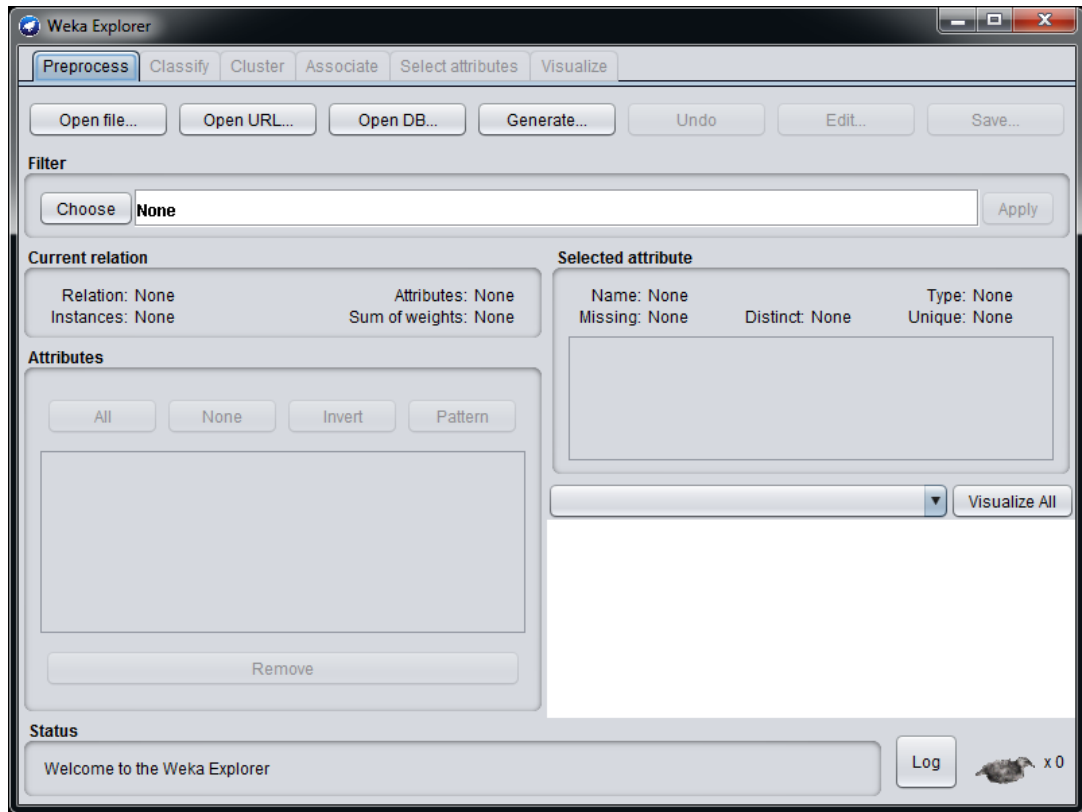 Weka Explorer
Preprocess Classify Cluster Associate Select attributes Visualize
Open file... Open URL... Open DB... Generate... Undo Edit... Save...
Filter
Choose None Apply
Current relation
Relation: None Attributes: None
Instances: None Sum of weights: None
Selected attribute
Name: None Type: None
Missing: None Distinct: None Unique: None
Attributes
All None Invert Pattern
Remove
Visualize All
Status
Welcome to the Weka Explorer
Log x 0